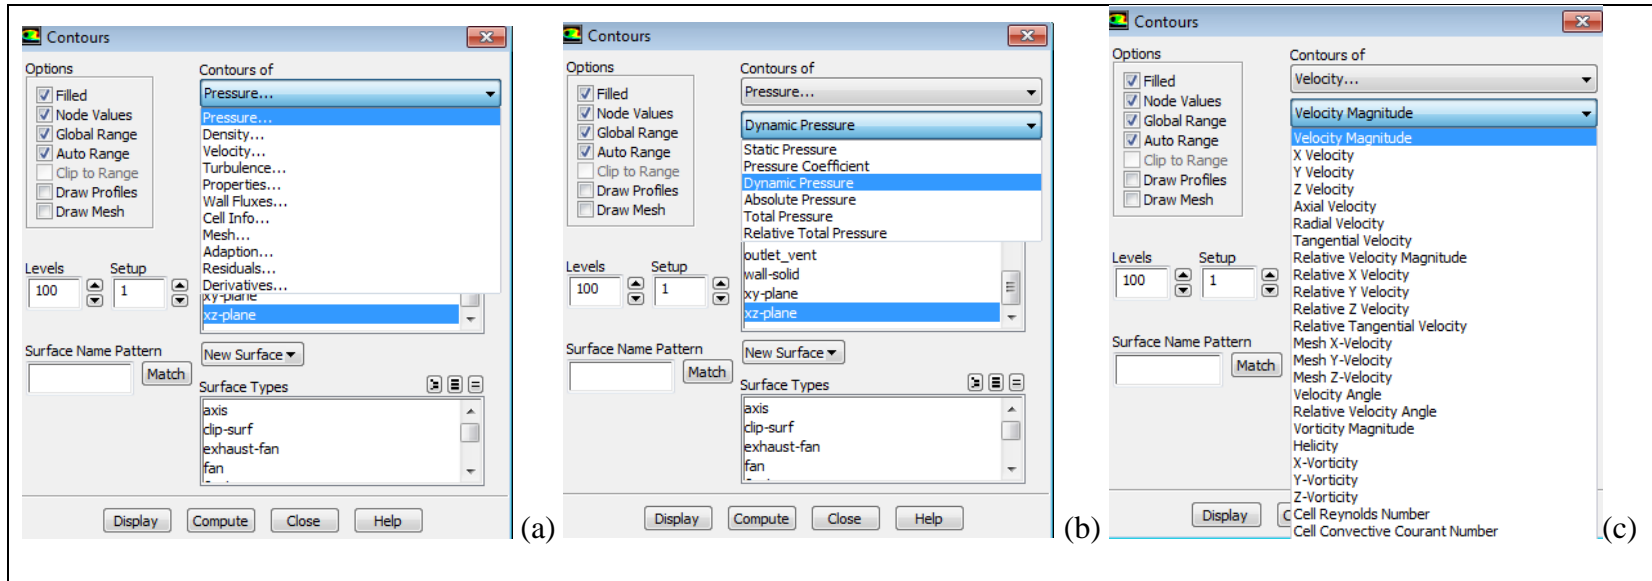 Contours
Options
Filled
Node Values
Global Range
Auto Range
Clip to Range
Draw Profiles
Draw Mesh
Contours of
Pressure...
Pressure...
Density...
Velocity...
Turbulence...
Properties...
Wall Fluxes...
Cell Info...
Mesh...
Adaption...
Residuals...
Derivatives...
xy-plane
xz-plane
Levels
100
Setup
1
Surface Name Pattern
Match
New Surface
Surface Types
axis
clip-surf
exhaust-fan
fan
Display
Compute
Close
Help
(a)
Contours
Options
Filled
Node Values
Global Range
Auto Range
Clip to Range
Draw Profiles
Draw Mesh
Contours of
Pressure...
Dynamic Pressure
Static Pressure
Pressure Coefficient
Dynamic Pressure
Absolute Pressure
Total Pressure
Relative Total Pressure
outlet_vent
wall-solid
xy-plane
xz-plane
Levels
100
Setup
1
Surface Name Pattern
Match
New Surface
Surface Types
axis
clip-surf
exhaust-fan
fan
Display
Compute
Close
Help
(b)
Contours
Options
Filled
Node Values
Global Range
Auto Range
Clip to Range
Draw Profiles
Draw Mesh
Contours of
Velocity...
Velocity Magnitude
Velocity Magnitude
X Velocity
Y Velocity
Z Velocity
Axial Velocity
Radial Velocity
Tangential Velocity
Relative Velocity Magnitude
Relative X Velocity
Relative Y Velocity
Relative Z Velocity
Relative Tangential Velocity
Mesh X-Velocity
Mesh Y-Velocity
Mesh Z-Velocity
Velocity Angle
Relative Velocity Angle
Vorticity Magnitude
Helicity
X-Vorticity
Y-Vorticity
Z-Vorticity
Cell Reynolds Number
Cell Convective Courant Number
Levels
100
Setup
1
Surface Name Pattern
Match
Display
(c)